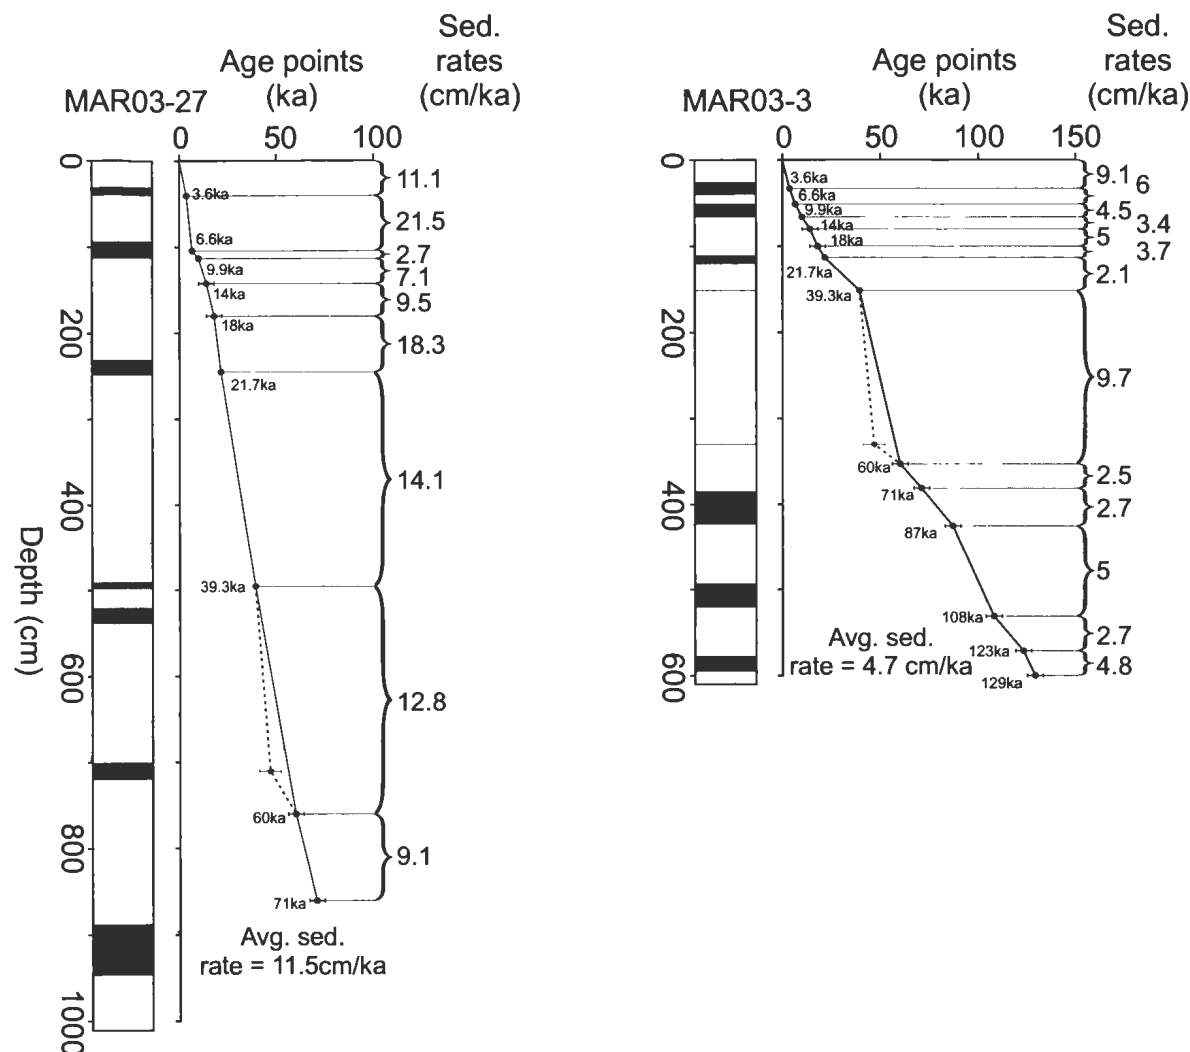 MAR03-27
Age points
(ka)
Sed.
rates
(cm/ka)
0 50 100
0
200
400
600
800
1000
Depth (cm)
3.6ka
6.6ka
9.9ka
14ka
18ka
21.7ka
39.3ka
60ka
71ka
11.1
21.5
2.7
7.1
9.5
18.3
14.1
12.8
9.1
Avg. sed.
rate = 11.5cm/ka
MAR03-3
Age points
(ka)
Sed.
rates
(cm/ka)
0 50 100 150
0
200
400
600
3.6ka
6.6ka
9.9ka
14ka
18ka
21.7ka
39.3ka
60ka
71ka
87ka
108ka
123ka
129ka
9.1
6
4.5
3.4
5
3.7
2.1
9.7
2.5
2.7
5
2.7
4.8
Avg. sed.
rate = 4.7 cm/ka